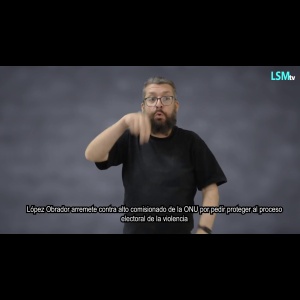 LSMtv
López Obrador arremete contra alto comisionado de la ONU por pedir proteger al proceso
electoral de la violencia